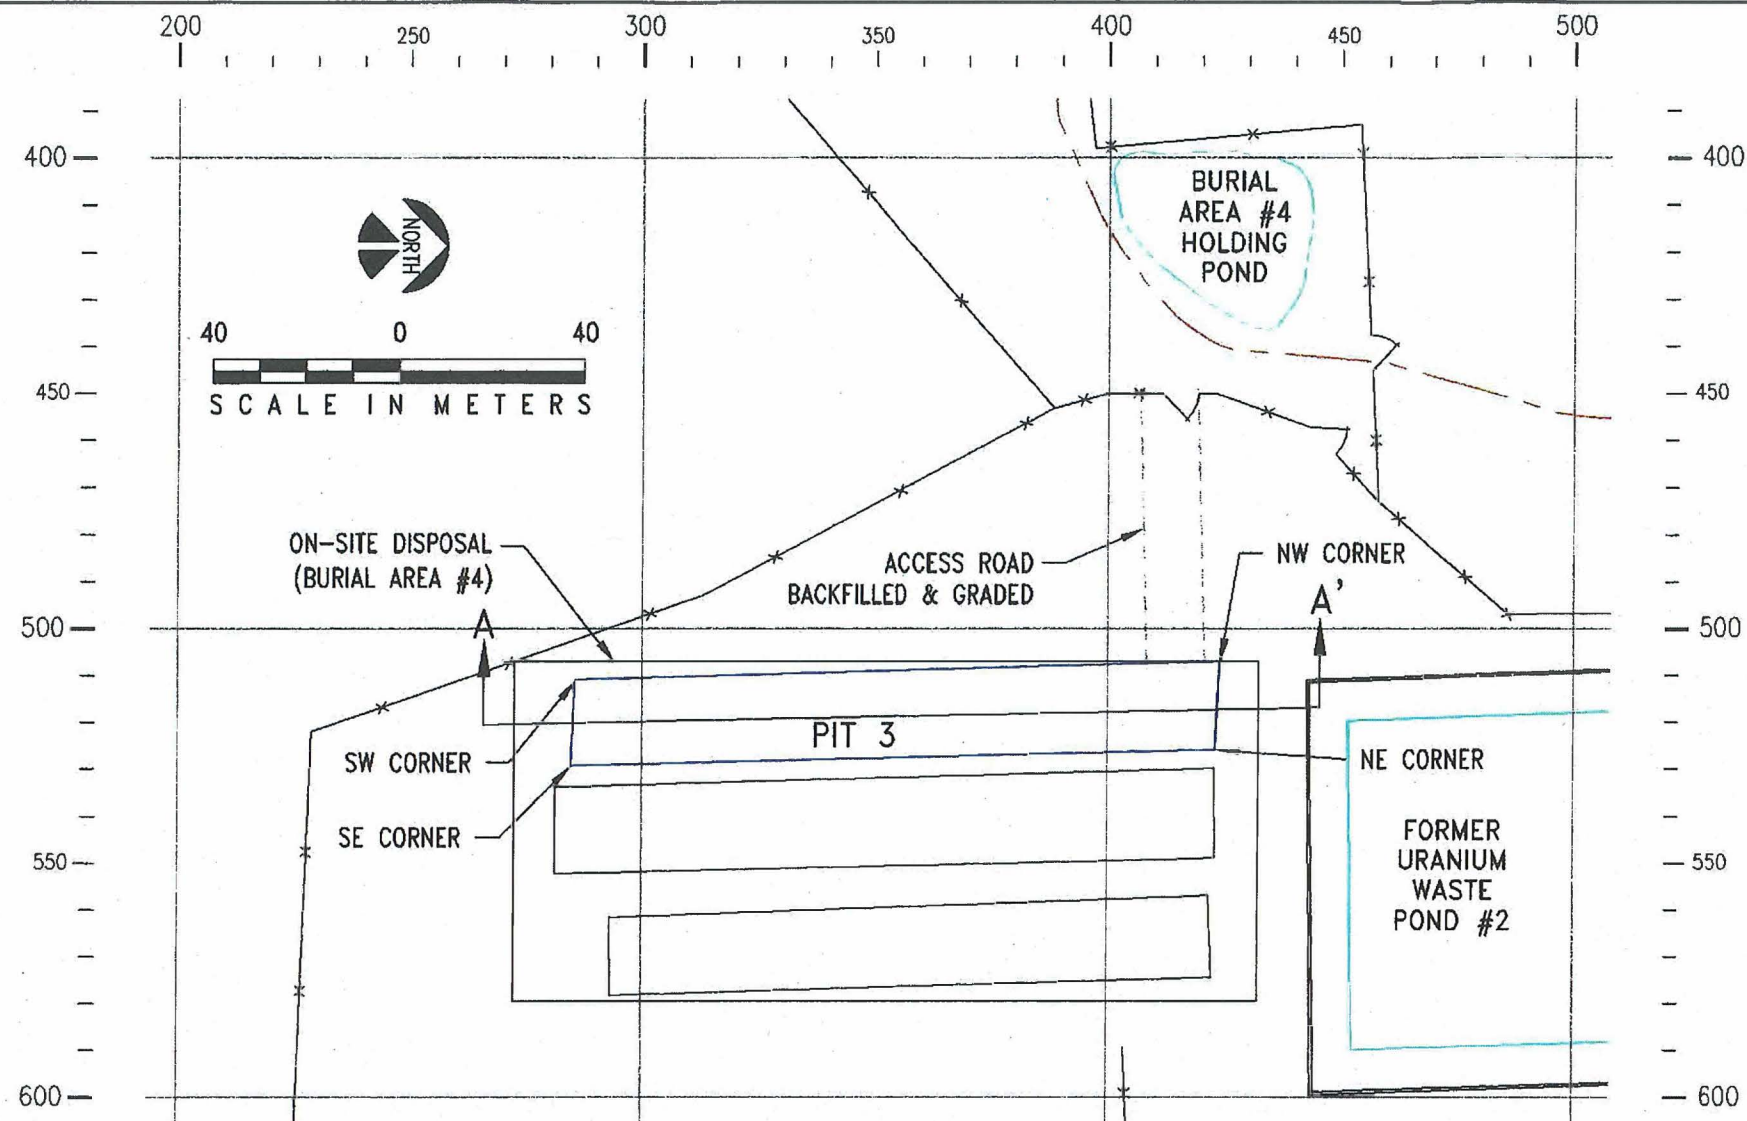 200
250
300
350
400
450
500
400
400
BURIAL
AREA #4
HOLDING
POND
NORTH
40 0 40
SCALE IN METERS
450
450
ON-SITE DISPOSAL
(BURIAL AREA #4)
ACCESS ROAD
BACKFILLED & GRADED
NW CORNER
A
A'
500
500
PIT 3
SW CORNER
NE CORNER
SE CORNER
FORMER
URANIUM
WASTE
POND #2
550
550
600
600